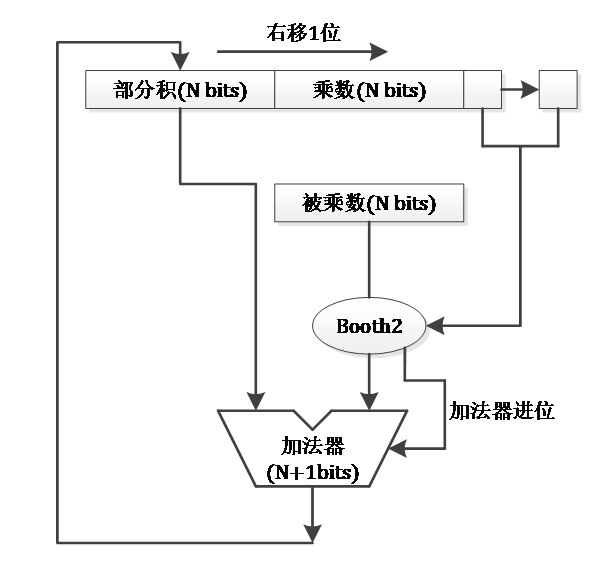 右移1位
部分积(N bits)
乘数(N bits)
被乘数(N bits)
Booth2
加法器进位
加法器
(N+1bits)